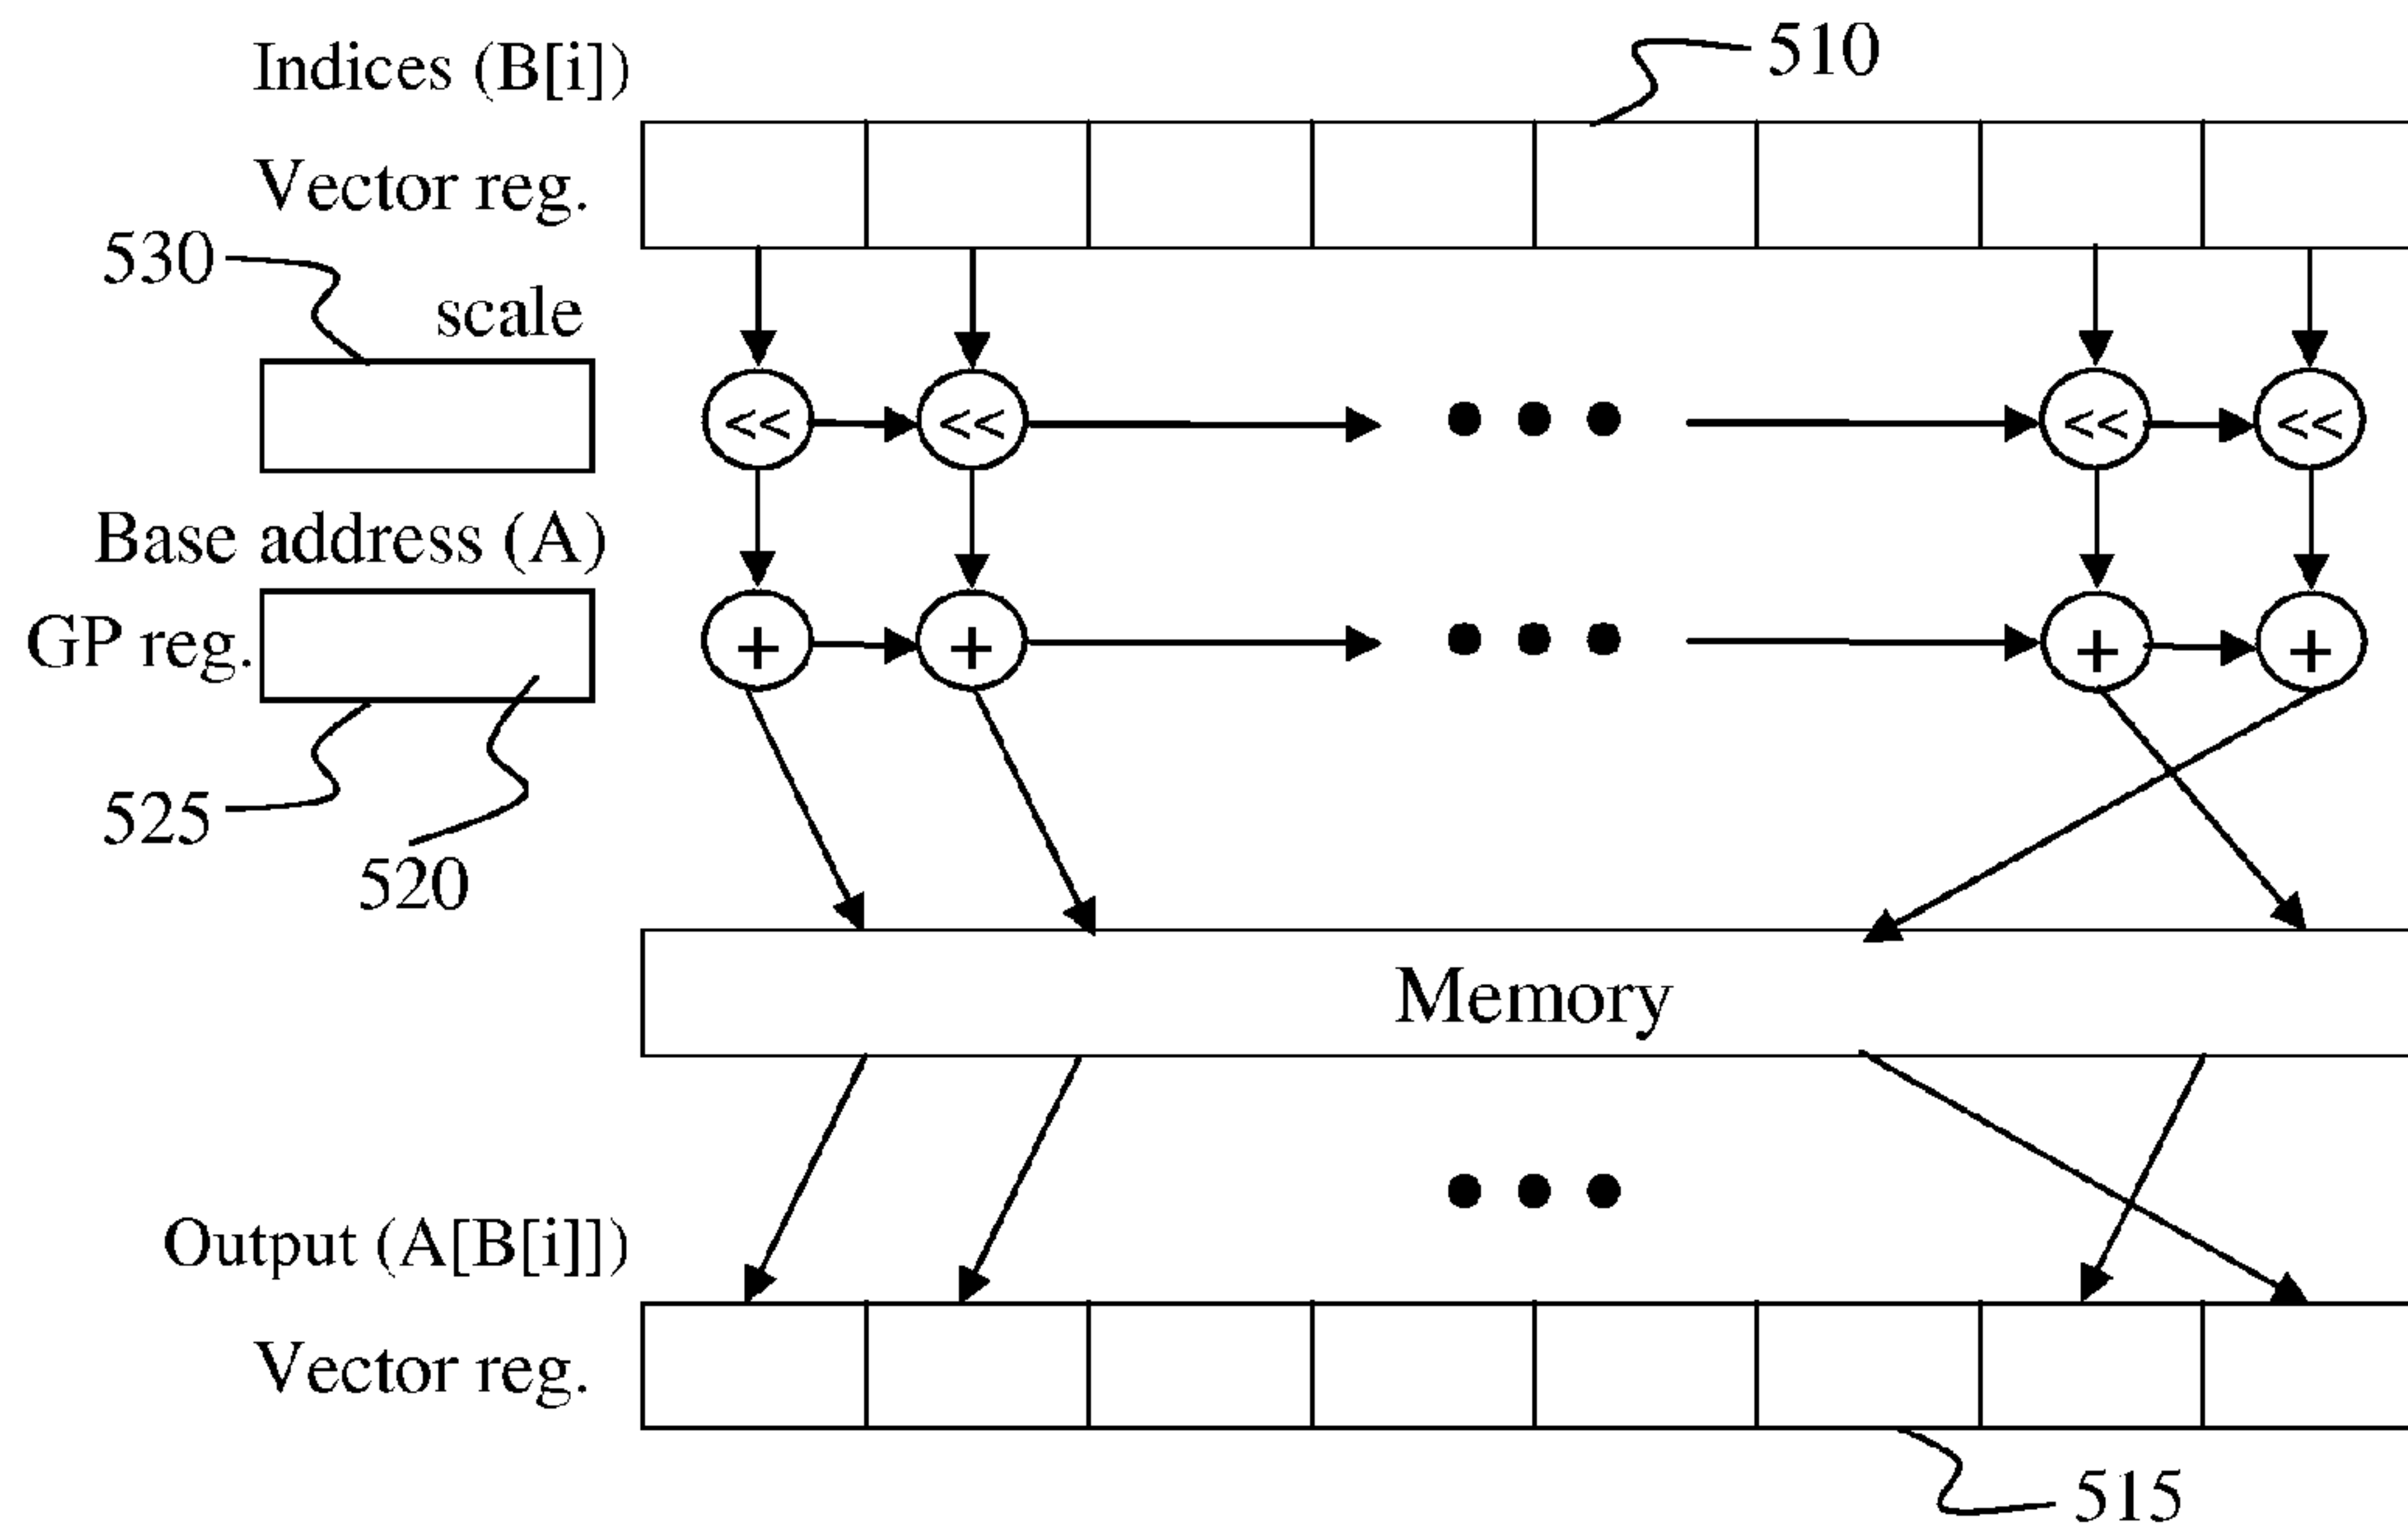 Indices (B[i])
510
Vector reg.
530
scale
<< << << <<
Base address (A)
GP reg.
+ + + +
525
520
Memory
Output (A[B[i]])
Vector reg.
515